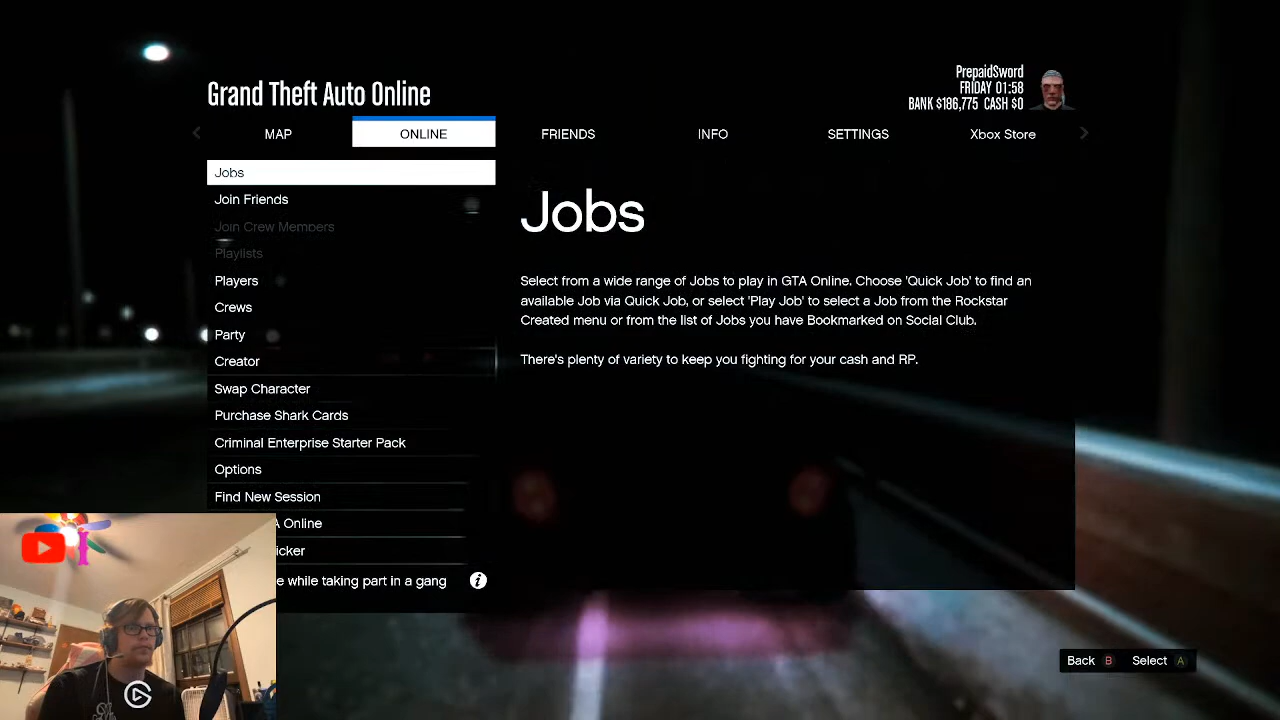 Grand Theft Auto Online
PrepaidSword
FRIDAY 01:58
BANK $186,775 CASH $0
MAP
ONLINE
FRIENDS
INFO
SETTINGS
Xbox Store
Jobs
Join Friends
Join Crew Members
Playlists
Players
Crews
Party
Creator
Swap Character
Purchase Shark Cards
Criminal Enterprise Starter Pack
Options
Find New Session
Online
e while taking part in a gang
Jobs
Select from a wide range of Jobs to play in GTA Online. Choose 'Quick Job' to find an
available Job via Quick Job, or select 'Play Job' to select a Job from the Rockstar
Created menu or from the list of Jobs you have Bookmarked on Social Club.
There's plenty of variety to keep you fighting for your cash and RP.
Back B Select A